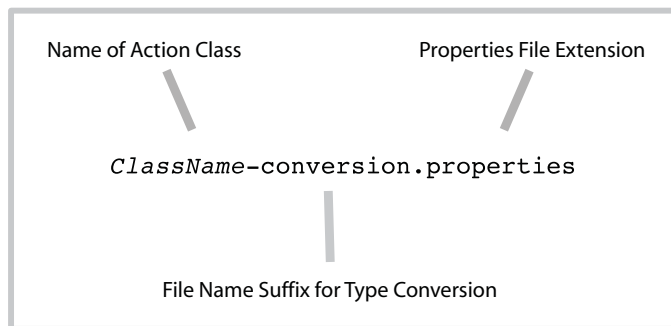 Name of Action Class
Properties File Extension
ClassName-conversion.properties
File Name Suffix for Type Conversion